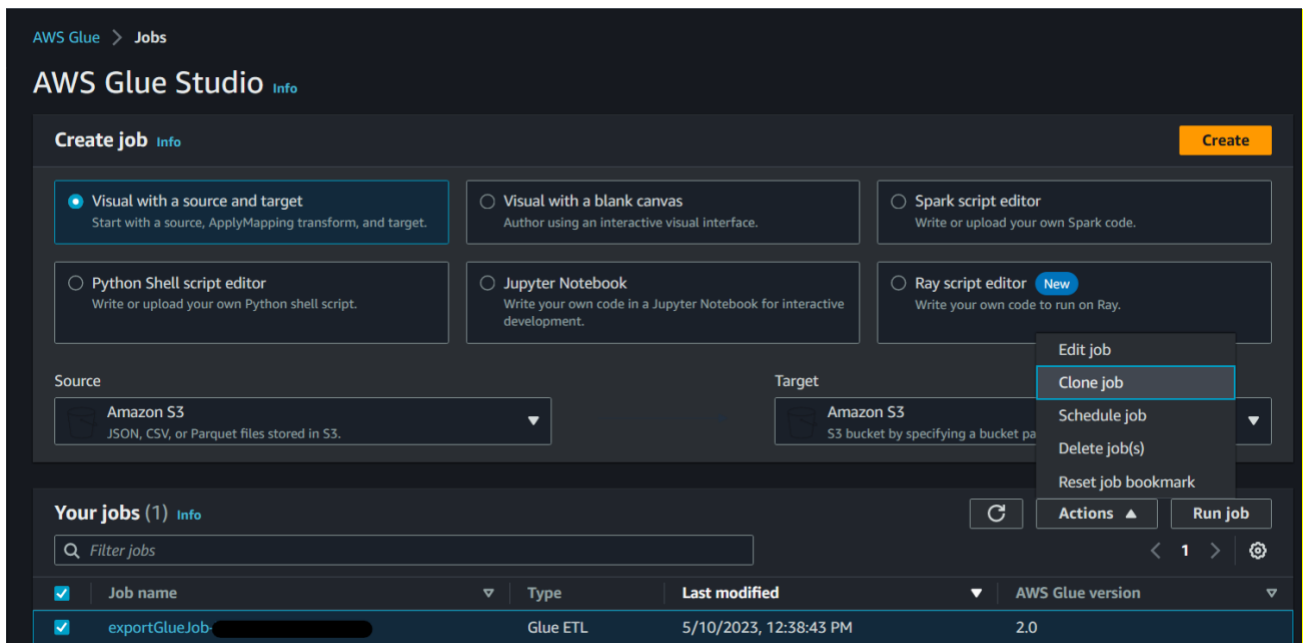 AWS Glue > Jobs
AWS Glue Studio Info
Create job Info
Create
Visual with a source and target
Start with a source, ApplyMapping transform, and target.
Visual with a blank canvas
Author using an interactive visual interface.
Spark script editor
Write or upload your own Spark code.
Python Shell script editor
Write or upload your own Python shell script.
Jupyter Notebook
Write your own code in a Jupyter Notebook for interactive
development.
Ray script editor New
Write your own code to run on Ray.
Edit job
Clone job
Schedule job
Delete job(s)
Reset job bookmark
Source
Amazon S3
JSON, CSV, or Parquet files stored in S3.
Target
Amazon S3
S3 bucket by specifying a bucket pa
Your jobs (1) Info
Actions
Run job
Filter jobs
1
Job name Type Last modified AWS Glue version
exportGlueJob- Glue ETL 5/10/2023, 12:38:43 PM 2.0